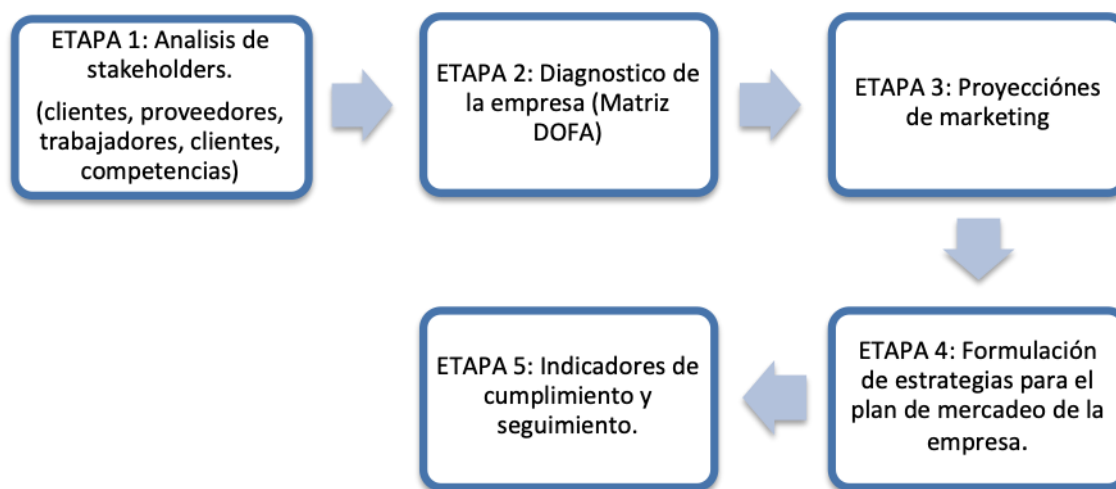 ETAPA 1: Analisis de
stakeholders.
(clientes, proveedores,
trabajadores, clientes,
competencias)
ETAPA 2: Diagnostico de
la empresa (Matriz
DOFA)
ETAPA 3: Proyecciónes
de marketing
ETAPA 4: Formulación
de estrategias para el
plan de mercadeo de la
empresa.
ETAPA 5: Indicadores de
cumplimiento y
seguimiento.